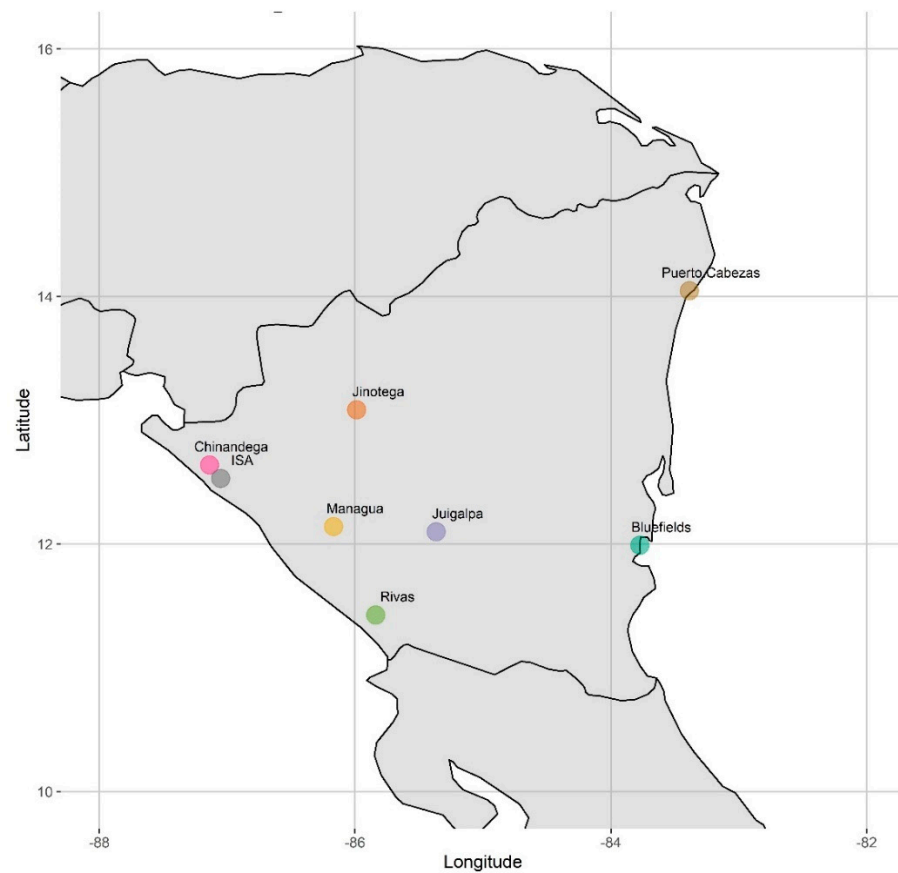 16
Puerto Cabezas
14
Jinotega
Chinandega
ISA
Managua
Juigalpa
Bluefields
12
Rivas
10
Latitude
-88
-86
-84
-82
Longitude